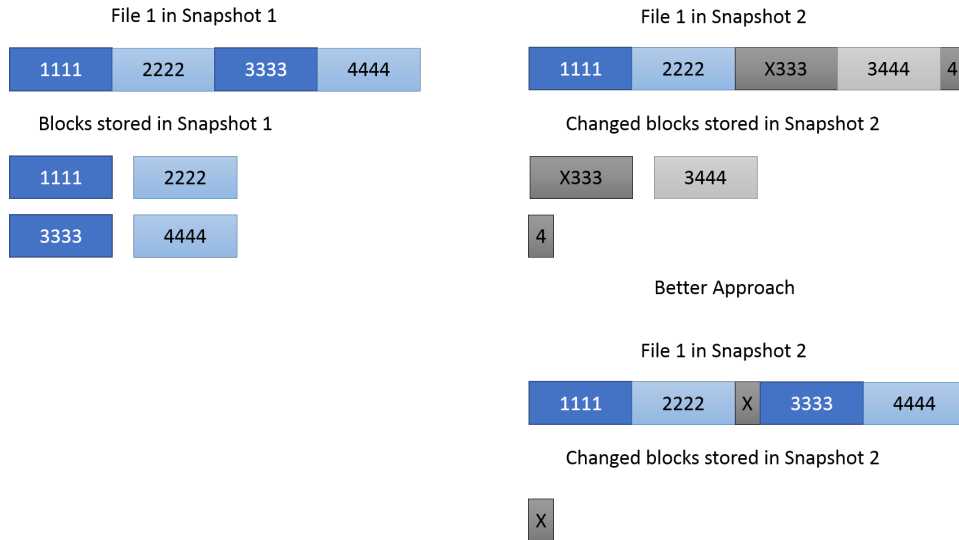 File 1 in Snapshot 1
1111 2222 3333 4444
Blocks stored in Snapshot 1
1111 2222
3333 4444
File 1 in Snapshot 2
1111 2222 X333 3444 4
Changed blocks stored in Snapshot 2
X333 3444
4
Better Approach
File 1 in Snapshot 2
1111 2222 X 3333 4444
Changed blocks stored in Snapshot 2
X